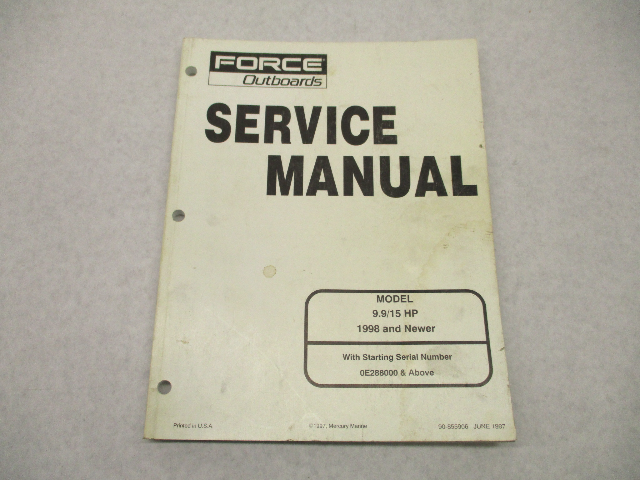 FORCE
Outboards
SERVICE
MANUAL
MODEL
9.9/15 HP
1998 and Newer
With Starting Serial Number
0E288000 & Above
Printed in U.S.A.
©1997, Mercury Marine
JUNE 1997